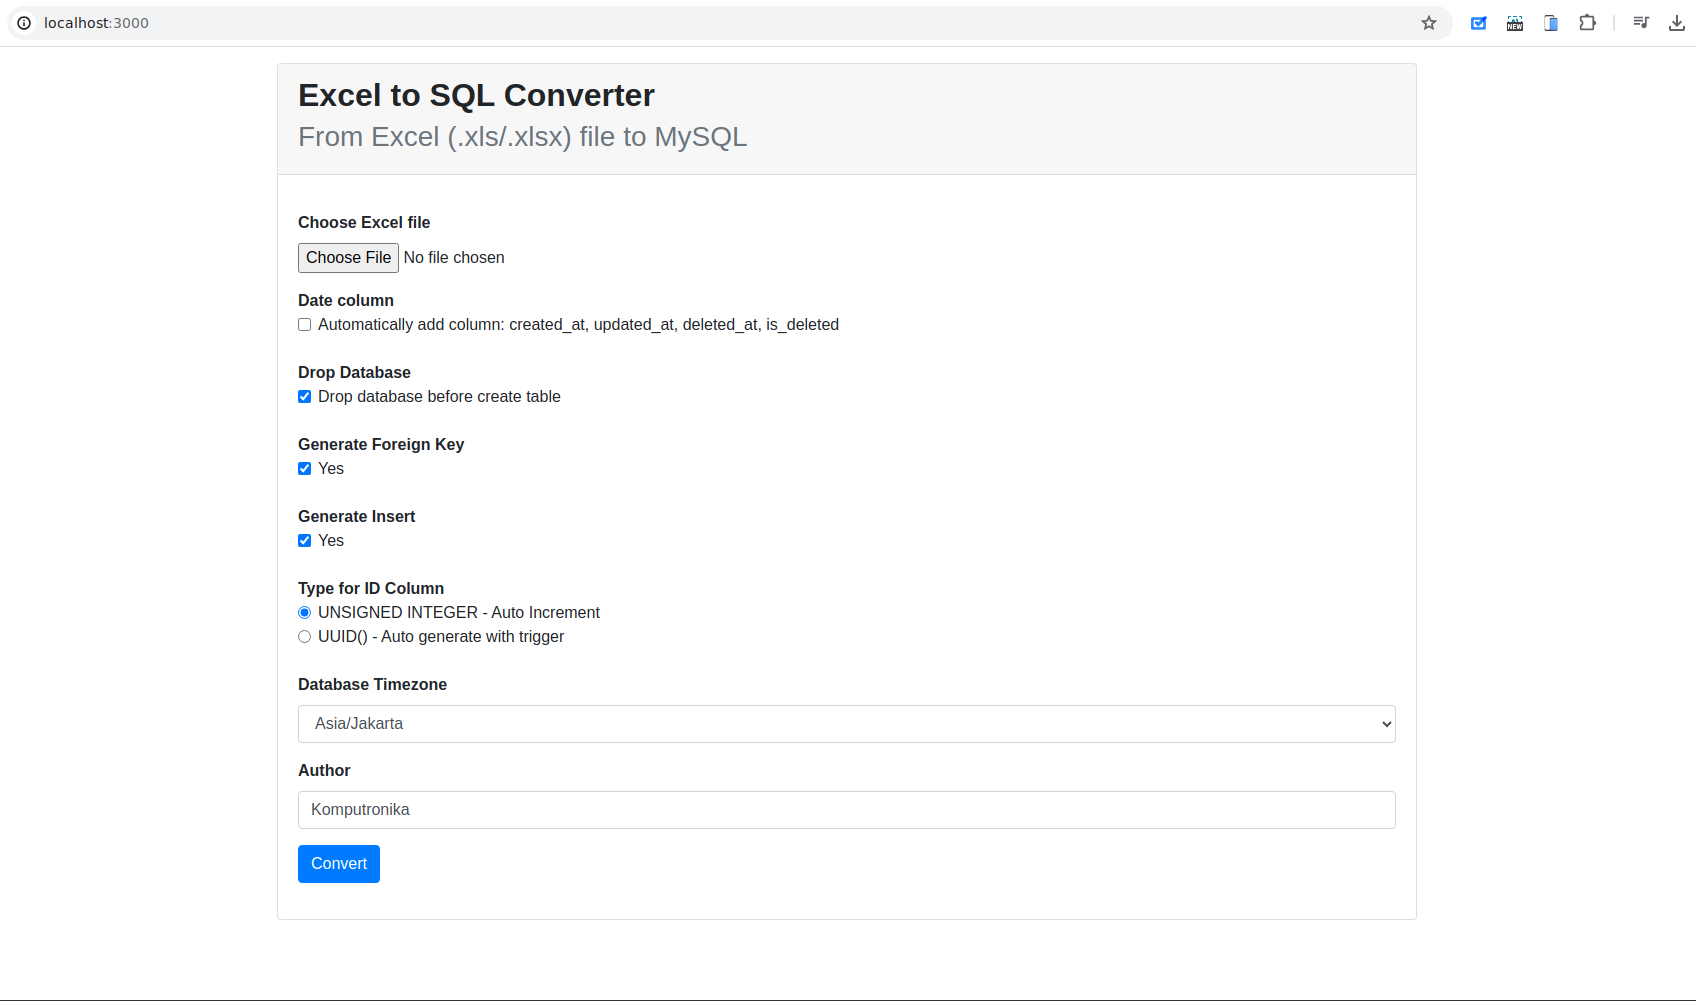 localhost:3000
NEW
Excel to SQL Converter
From Excel (.xls/.xlsx) file to MySQL
Choose Excel file
Choose File No file chosen
Date column
Automatically add column: created_at, updated_at, deleted_at, is_deleted
Drop Database
Drop database before create table
Generate Foreign Key
Yes
Generate Insert
Yes
Type for ID Column
UNSIGNED INTEGER - Auto Increment
UUID() - Auto generate with trigger
Database Timezone
Asia/Jakarta
Author
Komputronika
Convert